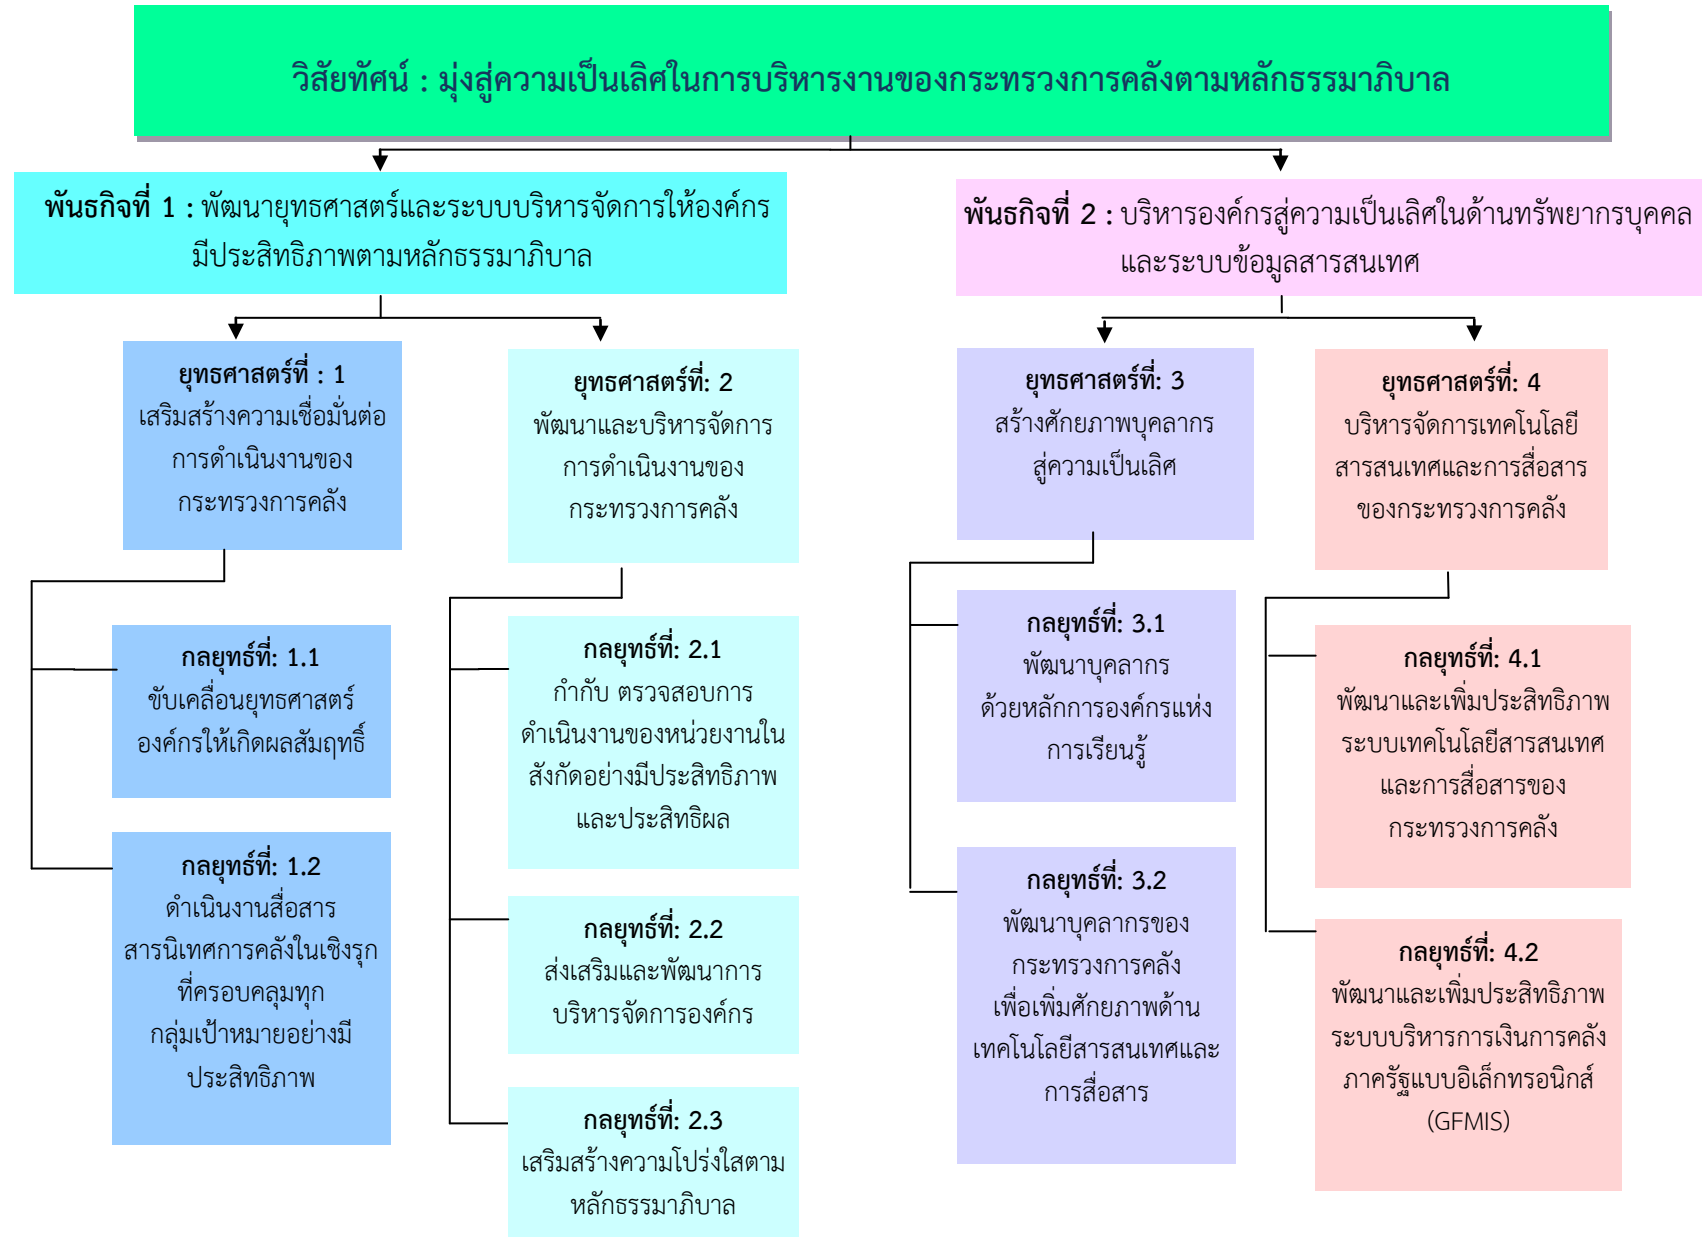 วิสัยทัศน์ : มุ่งสู่ความเป็นเลิศในการบริหารงานของกระทรวงการคลังตามหลักธรรมาภิบาล
พันธกิจที่ 1 : พัฒนายุทธศาสตร์และระบบบริหารจัดการให้องค์กร
มีประสิทธิภาพตามหลักธรรมาภิบาล
พันธกิจที่ 2 : บริหารองค์กรสู่ความเป็นเลิศในด้านทรัพยากรบุคคล
และระบบข้อมูลสารสนเทศ
ยุทธศาสตร์ที่ : 1
เสริมสร้างความเชื่อมั่นต่อ
การดำเนินงานของ
กระทรวงการคลัง
ยุทธศาสตร์ที่: 2
พัฒนาและบริหารจัดการ
การดำเนินงานของ
กระทรวงการคลัง
ยุทธศาสตร์ที่: 3
สร้างศักยภาพบุคลากร
สู่ความเป็นเลิศ
ยุทธศาสตร์ที่: 4
บริหารจัดการเทคโนโลยี
สารสนเทศและการสื่อสาร
ของกระทรวงการคลัง
กลยุทธ์ที่: 1.1
ขับเคลื่อนยุทธศาสตร์
องค์กรให้เกิดผลสัมฤทธิ์
กลยุทธ์ที่: 1.2
ดำเนินงานสื่อสาร
สารนิเทศการคลังในเชิงรุก
ที่ครอบคลุมทุก
กลุ่มเป้าหมายอย่างมี
ประสิทธิภาพ
กลยุทธ์ที่: 2.1
กำกับ ตรวจสอบการ
ดำเนินงานของหน่วยงานใน
สังกัดอย่างมีประสิทธิภาพ
และประสิทธิผล
กลยุทธ์ที่: 2.2
ส่งเสริมและพัฒนาการ
บริหารจัดการองค์กร
กลยุทธ์ที่: 2.3
เสริมสร้างความโปร่งใสตาม
หลักธรรมาภิบาล
กลยุทธ์ที่: 3.1
พัฒนาบุคลากร
ด้วยหลักการองค์กรแห่ง
การเรียนรู้
กลยุทธ์ที่: 3.2
พัฒนาบุคลากรของ
กระทรวงการคลัง
เพื่อเพิ่มศักยภาพด้าน
เทคโนโลยีสารสนเทศและ
การสื่อสาร
กลยุทธ์ที่: 4.1
พัฒนาและเพิ่มประสิทธิภาพ
ระบบเทคโนโลยีสารสนเทศ
และการสื่อสารของ
กระทรวงการคลัง
กลยุทธ์ที่: 4.2
พัฒนาและเพิ่มประสิทธิภาพ
ระบบบริหารการเงินการคลัง
ภาครัฐแบบอิเล็กทรอนิกส์
(GFMIS)